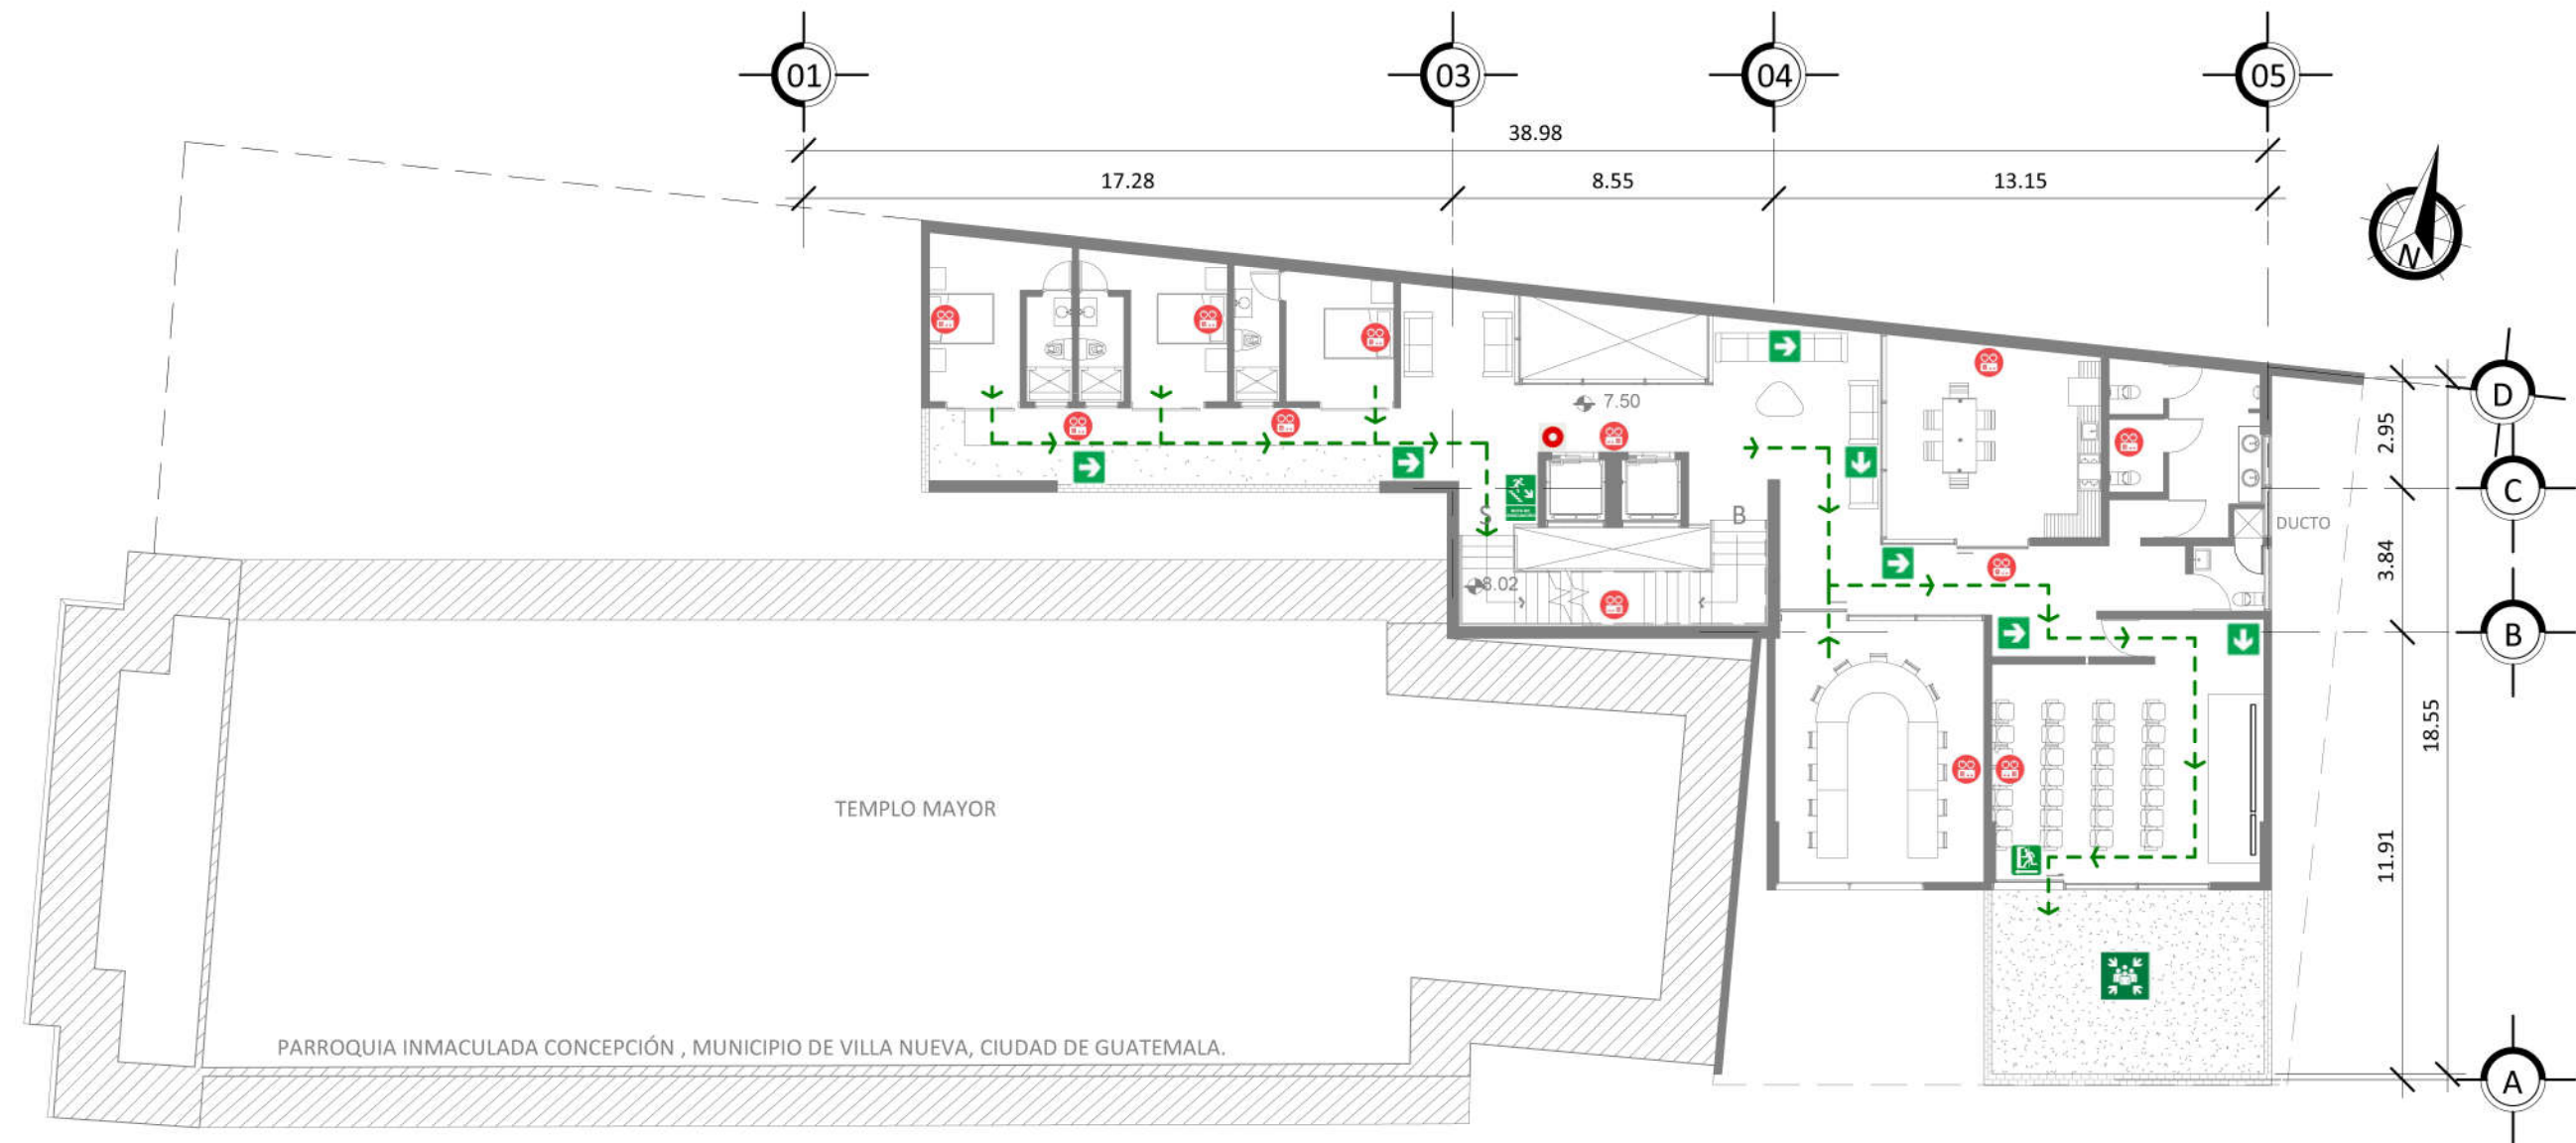 01
03
04
05
38.98
17.28
8.55
13.15
N
D
7.50
2.95
C
S
B
DUCTO
3.84
8.02
B
18.55
TEMPLO MAYOR
11.91
PARROQUIA INMACULADA CONCEPCIÓN , MUNICIPIO DE VILLA NUEVA, CIUDAD DE GUATEMALA.
A